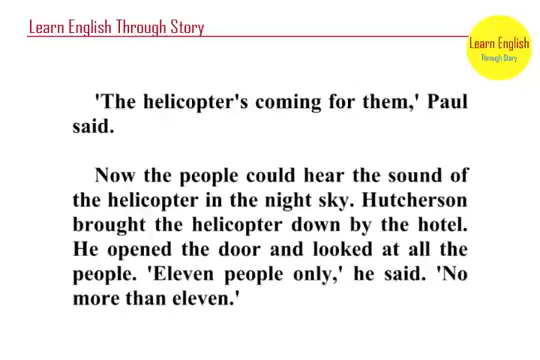 Learn English Through Story
Learn English
Through Story
'The helicopter's coming for them,' Paul
said.
Now the people could hear the sound of
the helicopter in the night sky. Hutcherson
brought the helicopter down by the hotel.
He opened the door and looked at all the
people. 'Eleven people only,' he said. 'No
more than eleven.'